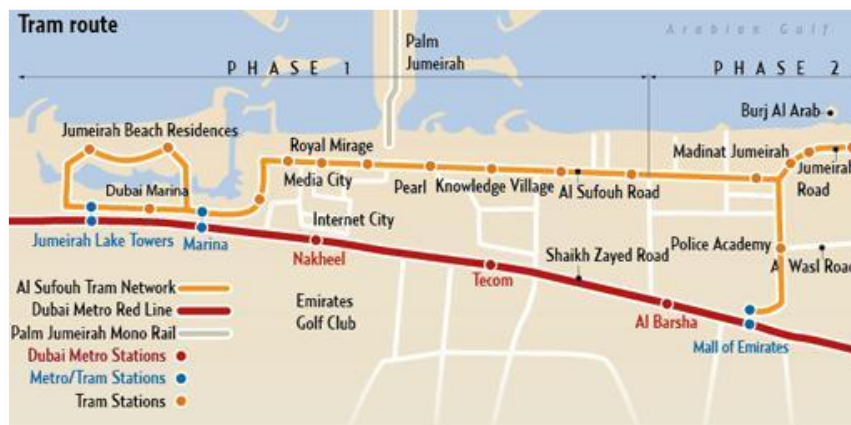 Tram route
Arabian Gulf
PHASE 1
PHASE 2
Palm
Jumeirah
Burj Al Arab
Jumeirah Beach Residences
Royal Mirage
Madinat Jumeirah
Jumeirah
Road
Media City
Dubai Marina
Pearl
Knowledge Village
Al Sufouh Road
Internet City
Jumeirah Lake Towers
Marina
Nakheel
Shaikh Zayed Road
Police Academy
Al Wasl Road
Tecom
Al Sufouh Tram Network
Dubai Metro Red Line
Palm Jumeirah Mono Rail
Dubai Metro Stations
Metro/Tram Stations
Tram Stations
Emirates
Golf Club
Al Barsha
Mall of Emirates